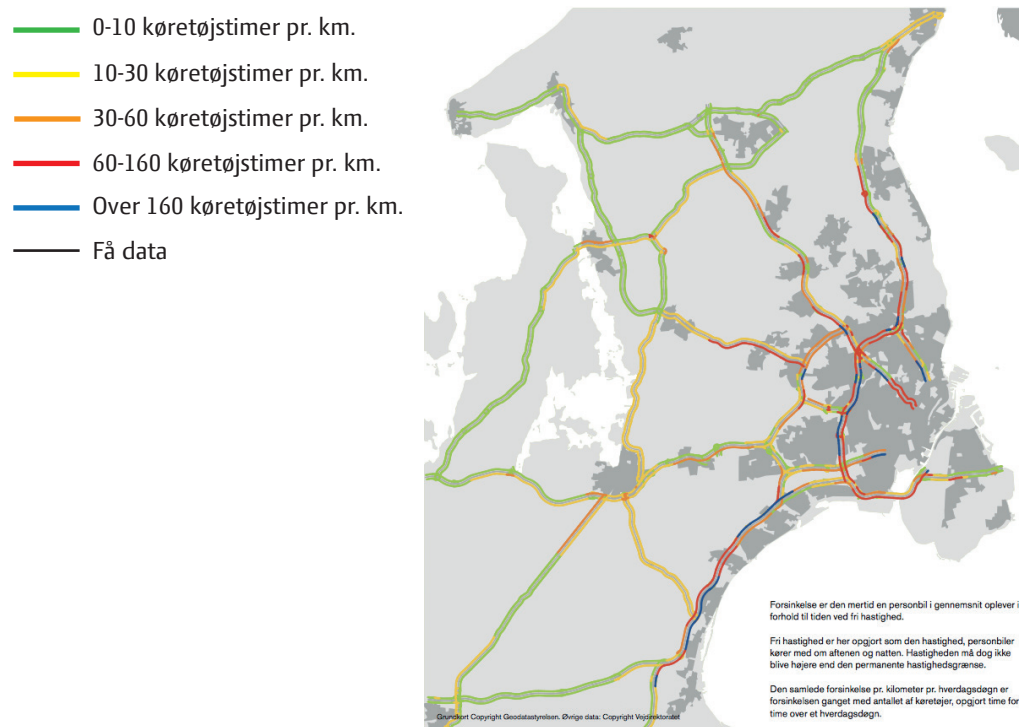 0-10 køretøjstimer pr. km.
10-30 køretøjstimer pr. km.
30-60 køretøjstimer pr. km.
60-160 køretøjstimer pr. km.
Over 160 køretøjstimer pr. km.
Få data
Forsinkelse er den mertid en personbil i gennemsnit oplever i
forhold til tiden ved fri hastighed.
Fri hastighed er her opgjort som den hastighed, personbiler
kører med om aftenen og natten. Hastigheden må dog ikke
blive højere end den permanente hastighedsgrænse.
Den samlede forsinkelse pr. kilometer pr. hverdagsdøgn er
forsinkelsen ganget med antallet af køretøjer, opgjort time for
time over et hverdagsdøgn.
Grundkort Copyright Geodatastyrelsen. Øvrige data: Copyright Vejdirektoratet